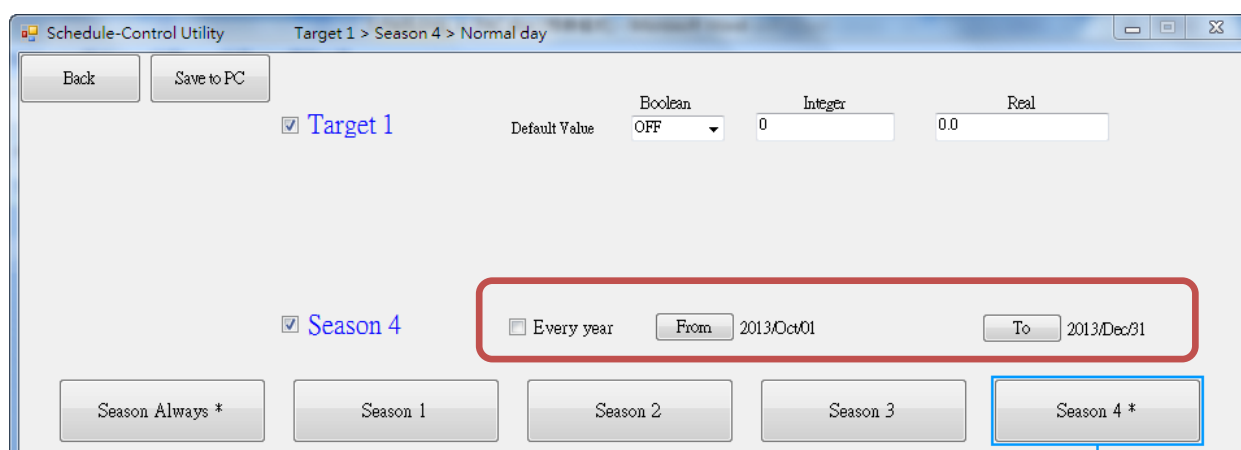 Schedule-Control Utility Target 1 > Season 4 > Normal day
Back Save to PC
Boolean Integer Real
Target 1 Default Value OFF 0 0.0
Season 4 Every year From 2013/Oct/01 To 2013/Dec/31
Season Always * Season 1 Season 2 Season 3 Season 4 *